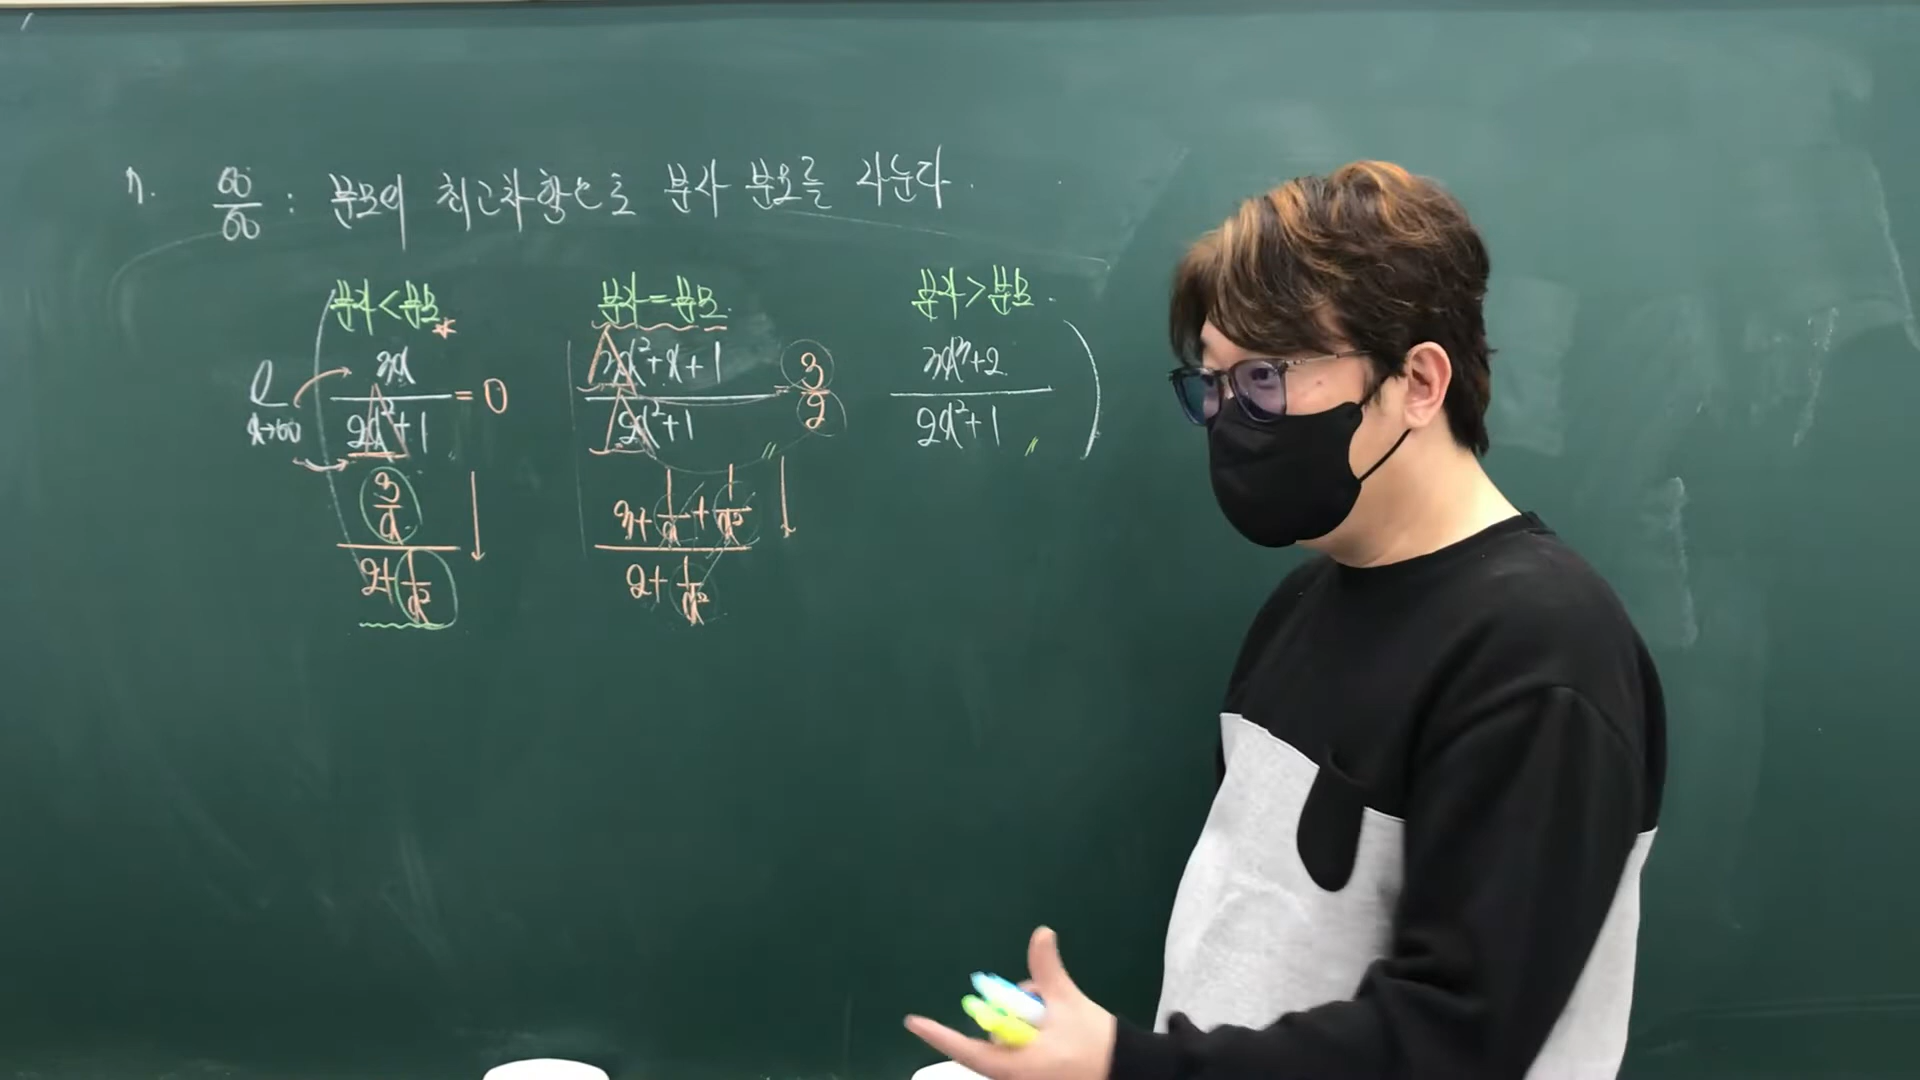 ㄱ. ∞/∞ : 분모의 최고차항으로 분자 분모를 나눈다.
분자<분모 분자=분모. 분자>분모.
lim x→∞ ( 3x/(2x²+1) = 0 (3x²+x+1)/(2x²+1) = 3/2 (3x³+2)/(2x²+1) )
(3/x)/(2+1/x²) ↓ (3+1/x+1/x²)/(2+1/x²) ↓